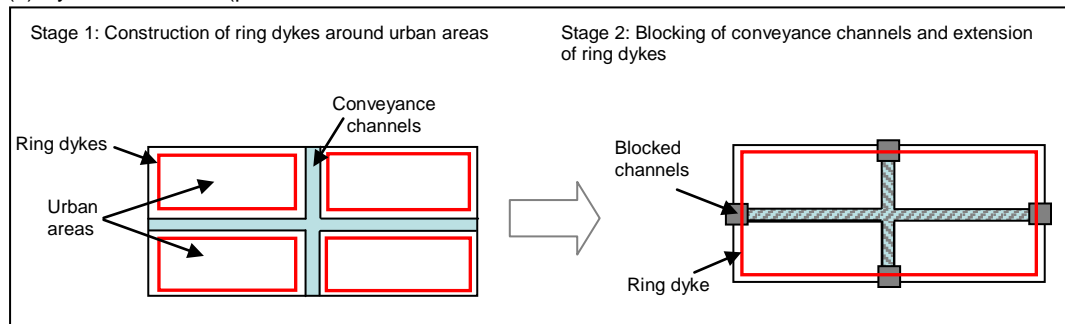 Stage 1: Construction of ring dykes around urban areas
Stage 2: Blocking of conveyance channels and extension
of ring dykes
Conveyance
channels
Ring dykes
Urban
areas
Blocked
channels
Ring dyke